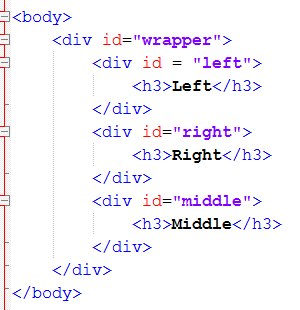 <body>
<div id="wrapper">
<div id = "left">
<h3>Left</h3>
</div>
<div id="right">
<h3>Right</h3>
</div>
<div id="middle">
<h3>Middle</h3>
</div>
</div>
</body>